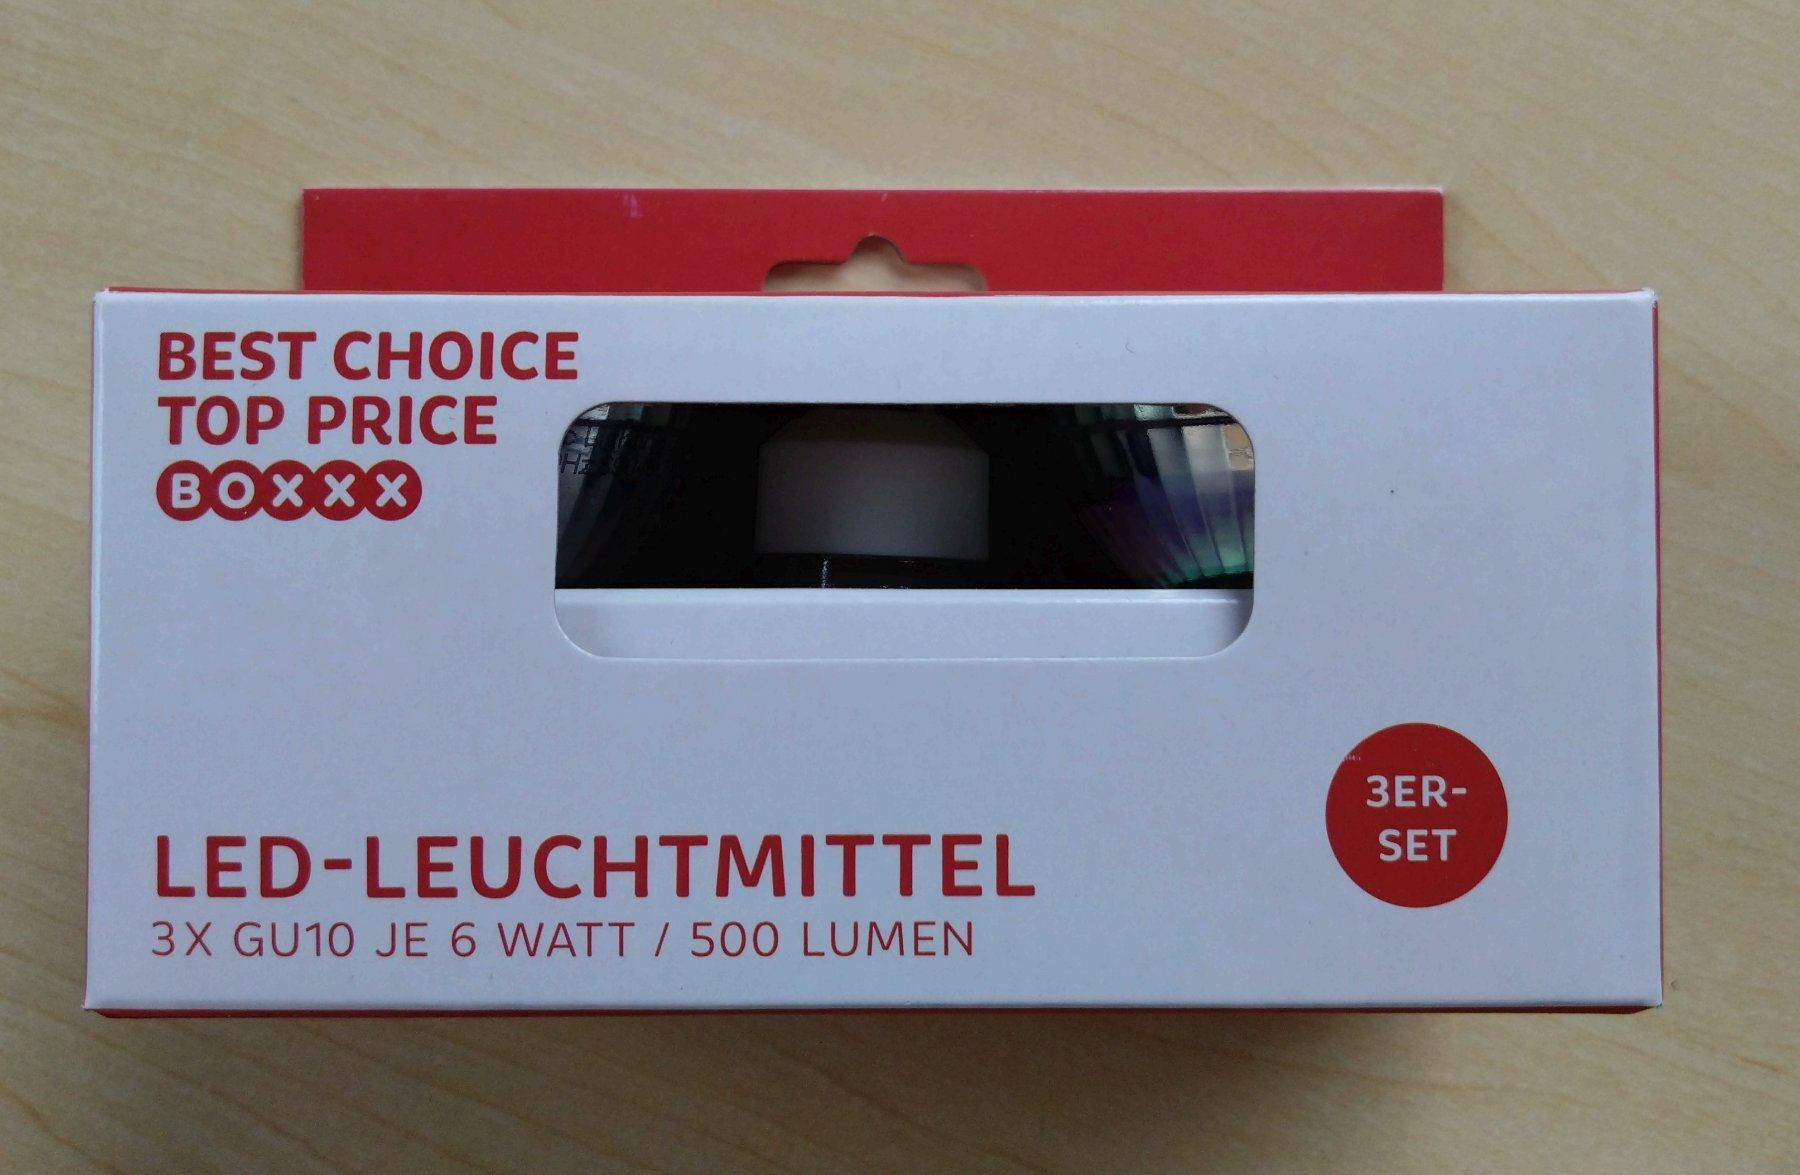 BEST CHOICE
TOP PRICE
BOXXX
LED-LEUCHTMITTEL
3X GU10 JE 6 WATT / 500 LUMEN
3ER-
SET